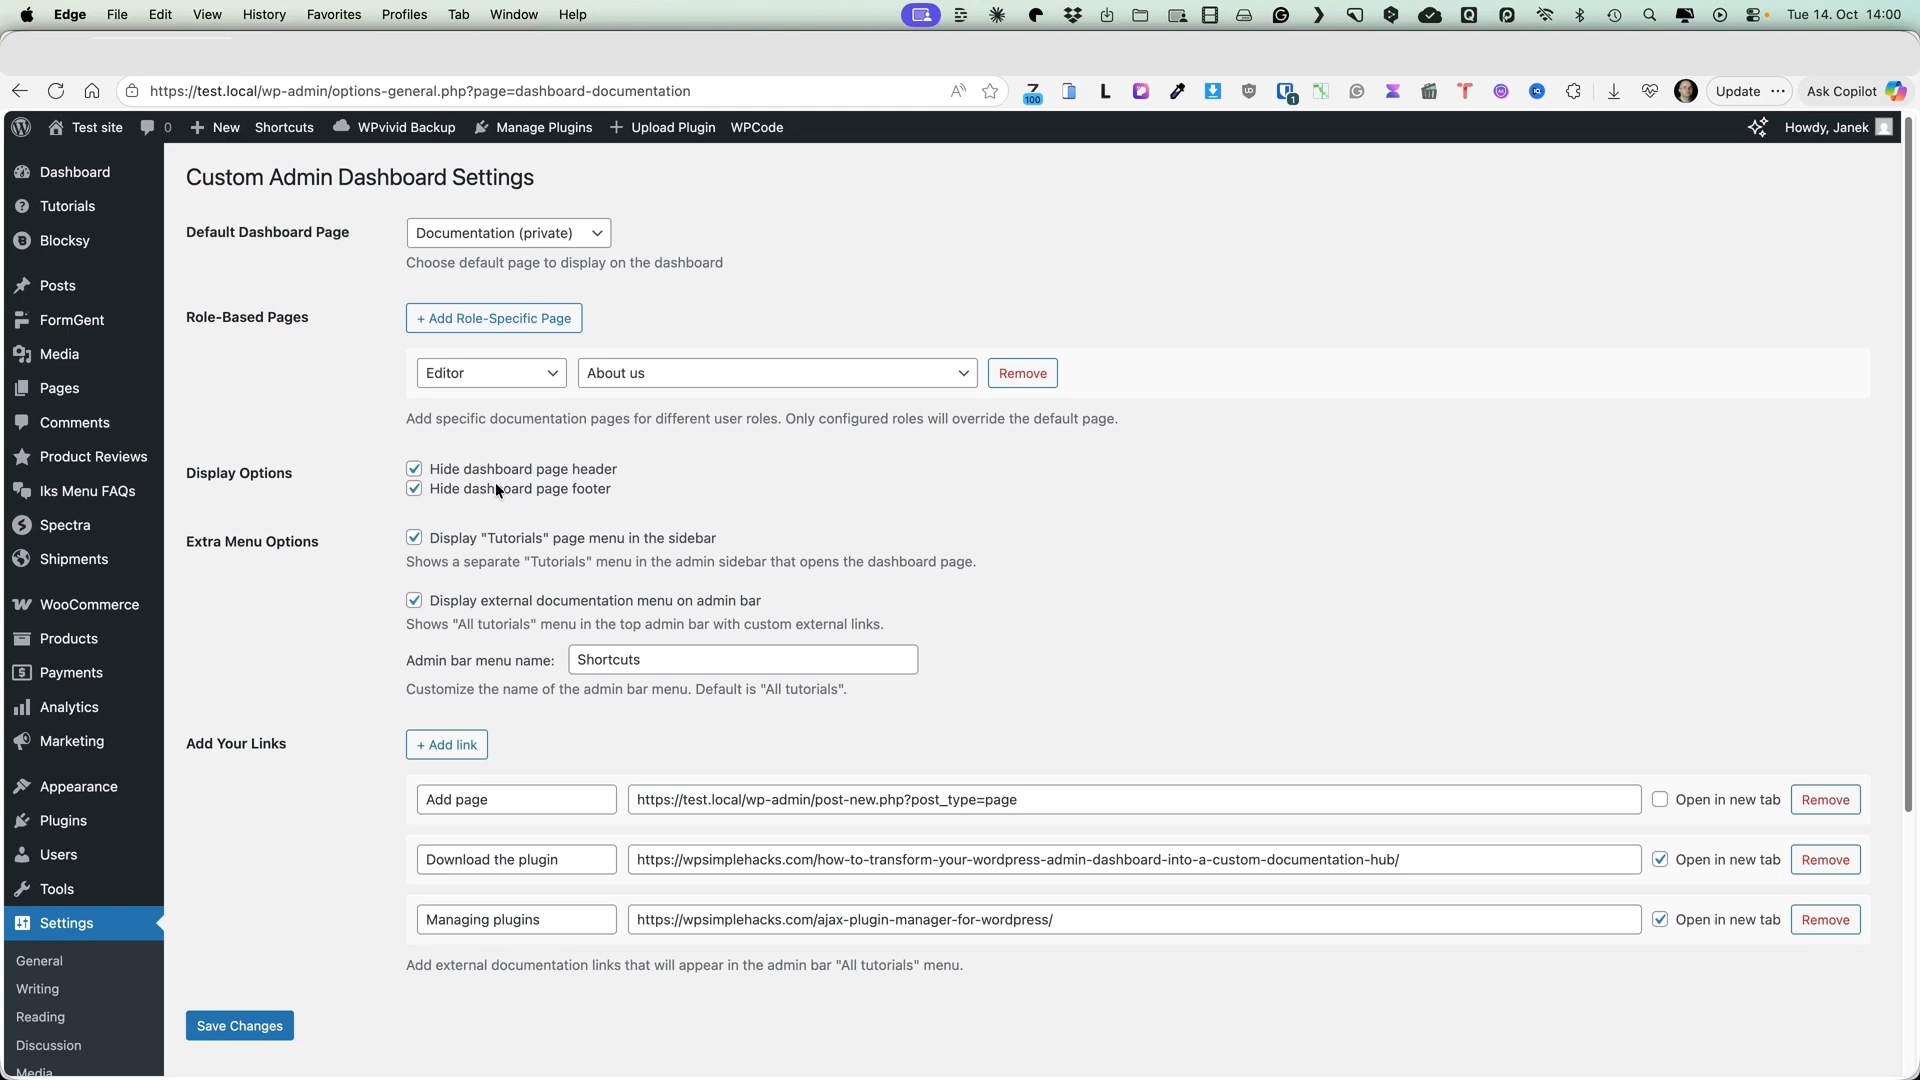 Edge File Edit View History Favorites Profiles Tab Window Help Tue 14. Oct 14:00
https://test.local/wp-admin/options-general.php?page=dashboard-documentation
100
1
Update
Ask Copilot
Test site 0 New Shortcuts WPvivid Backup Manage Plugins Upload Plugin WPCode Howdy, Janek
Dashboard
Tutorials
Blocksy
Posts
FormGent
Media
Pages
Comments
Product Reviews
Iks Menu FAQs
Spectra
Shipments
WooCommerce
Products
Payments
Analytics
Marketing
Appearance
Plugins
Users
Tools
Settings
General
Writing
Reading
Discussion
Media
Custom Admin Dashboard Settings
Default Dashboard Page Documentation (private)
Choose default page to display on the dashboard
Role-Based Pages + Add Role-Specific Page
Editor About us Remove
Add specific documentation pages for different user roles. Only configured roles will override the default page.
Display Options Hide dashboard page header
Hide dashboard page footer
Extra Menu Options Display "Tutorials" page menu in the sidebar
Shows a separate "Tutorials" menu in the admin sidebar that opens the dashboard page.
Display external documentation menu on admin bar
Shows "All tutorials" menu in the top admin bar with custom external links.
Admin bar menu name: Shortcuts
Customize the name of the admin bar menu. Default is "All tutorials".
Add Your Links + Add link
Add page https://test.local/wp-admin/post-new.php?post_type=page Open in new tab Remove
Download the plugin https://wpsimplehacks.com/how-to-transform-your-wordpress-admin-dashboard-into-a-custom-documentation-hub/ Open in new tab Remove
Managing plugins https://wpsimplehacks.com/ajax-plugin-manager-for-wordpress/ Open in new tab Remove
Add external documentation links that will appear in the admin bar "All tutorials" menu.
Save Changes